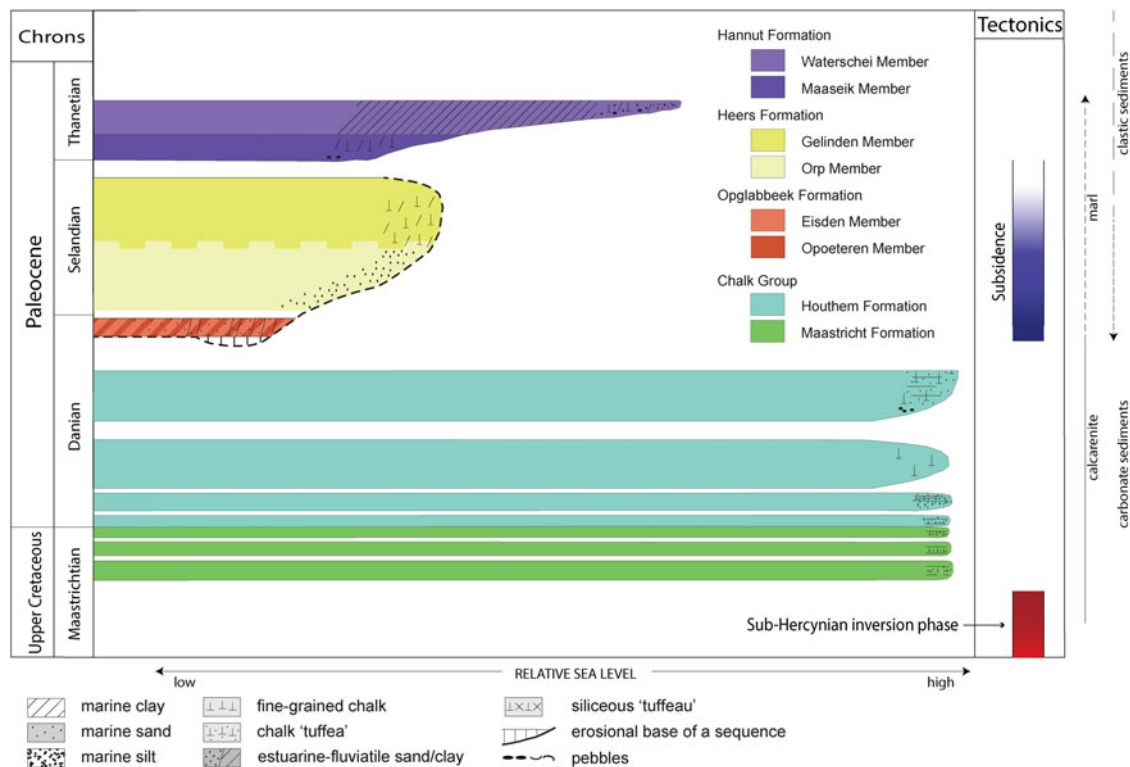 Chrons
Tectonics
Hannut Formation
Waterschei Member
Maaseik Member
Heers Formation
Gelinden Member
Orp Member
Opglabbeek Formation
Eisden Member
Opoeteren Member
Chalk Group
Houthem Formation
Maastricht Formation
Paleocene
Upper Cretaceous
Thanetian
Selandian
Danian
Maastrichtian
Subsidence
Sub-Hercynian inversion phase
marl
calcarenite
clastic sediments
carbonate sediments
low
RELATIVE SEA LEVEL
high
marine clay
marine sand
marine silt
fine-grained chalk
chalk 'tuffea'
estuarine-fluviatile sand/clay
siliceous 'tuffeau'
erosional base of a sequence
pebbles